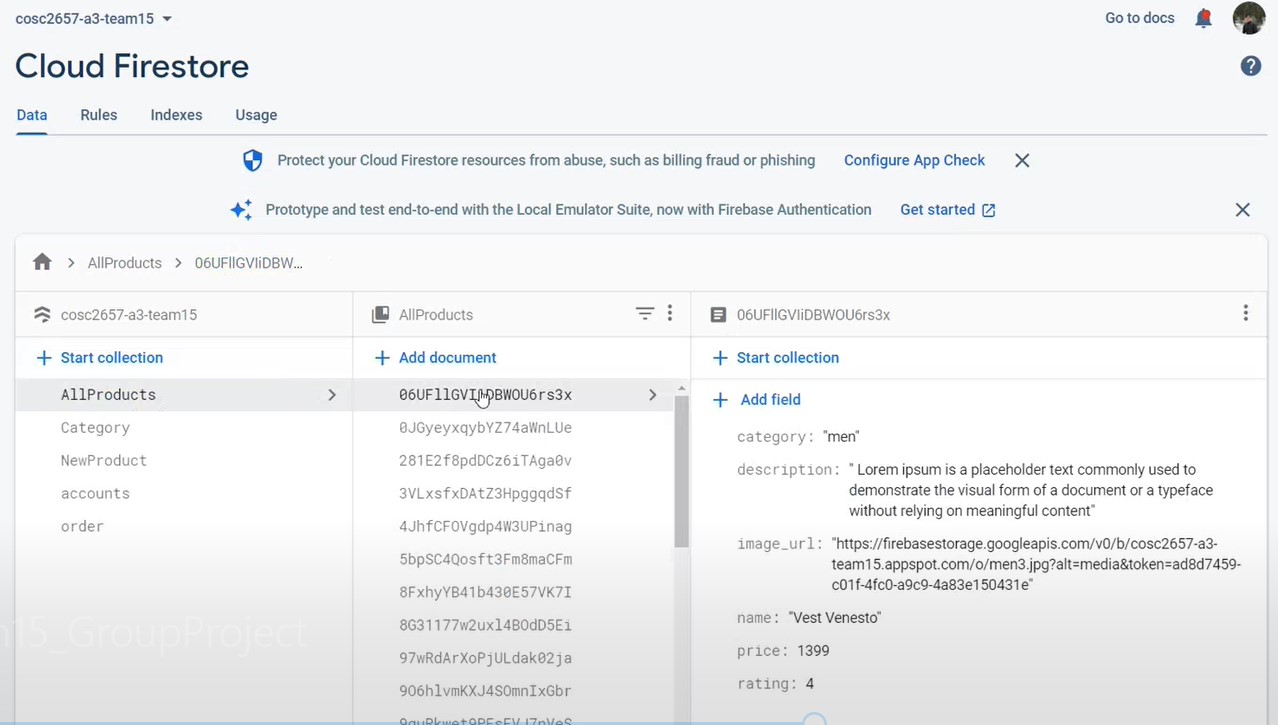 cosc2657-a3-team15
Go to docs
Cloud Firestore
Data Rules Indexes Usage
Protect your Cloud Firestore resources from abuse, such as billing fraud or phishing Configure App Check
Prototype and test end-to-end with the Local Emulator Suite, now with Firebase Authentication Get started
AllProducts 06UFllGVIiDBW...
cosc2657-a3-team15
Start collection
AllProducts
Category
NewProduct
accounts
order
AllProducts
Add document
0JGyeyxqybYZ74aWnLUe
281E2f8pdDCz6iTAga0v
3VLxsfxDAtZ3HpggqdSf
4JhfCFOVgdp4W3UPinag
5bpSC4Qosft3Fm8maCFm
8FxhyYB41b430E57VK7I
8G31177w2uxl4BOdD5Ei
97wRdArXoPjULdak02ja
9O6hlvmKXJ4SOmnIxGbr
06UFllGVIiDBWOU6rs3x
Start collection
Add field
category: "men"
description: " Lorem ipsum is a placeholder text commonly used to
demonstrate the visual form of a document or a typeface
without relying on meaningful content"
image_url: "https://firebasestorage.googleapis.com/v0/b/cosc2657-a3-
team15.appspot.com/o/men3.jpg?alt=media&token=ad8d7459-
c01f-4fc0-a9c9-4a83e150431e"
name: "Vest Venesto"
price: 1399
rating: 4
15_GroupProject